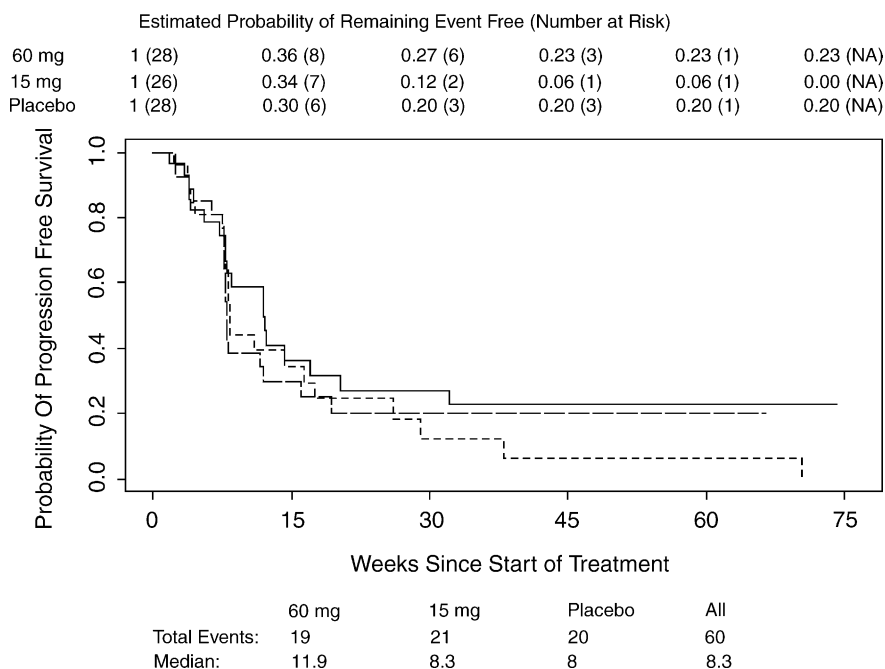 Estimated Probability of Remaining Event Free (Number at Risk)
60 mg 1 (28) 0.36 (8) 0.27 (6) 0.23 (3) 0.23 (1) 0.23 (NA)
15 mg 1 (26) 0.34 (7) 0.12 (2) 0.06 (1) 0.06 (1) 0.00 (NA)
Placebo 1 (28) 0.30 (6) 0.20 (3) 0.20 (3) 0.20 (1) 0.20 (NA)
Probability Of Progression Free Survival
1.0
0.8
0.6
0.4
0.2
0.0
0 15 30 45 60 75
Weeks Since Start of Treatment
60 mg 15 mg Placebo All
Total Events: 19 21 20 60
Median: 11.9 8.3 8 8.3